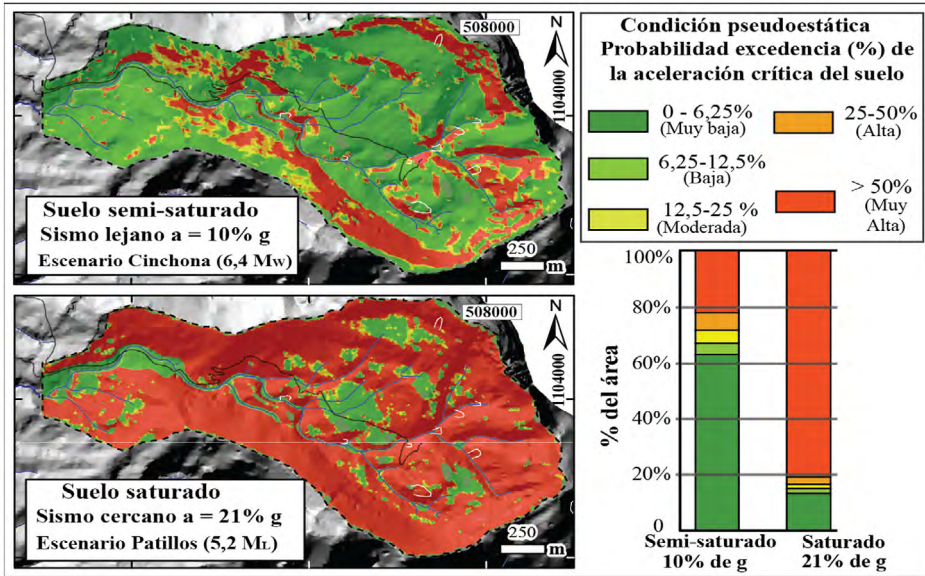 508000
N
1104000
Suelo semi-saturado
Sismo lejano a = 10% g
Escenario Cinchona (6,4 Mw)
250
m
508000
N
1104000
Suelo saturado
Sismo cercano a = 21% g
Escenario Patillos (5,2 ML)
250
m
Condición pseudoestática
Probabilidad excedencia (%) de
la aceleración crítica del suelo
0 - 6,25%
(Muy baja)
6,25-12,5%
(Baja)
12,5-25 %
(Moderada)
25-50%
(Alta)
> 50%
(Muy
Alta)
% del área
100%
80%
60%
40%
20%
0
Semi-saturado
10% de g
Saturado
21% de g